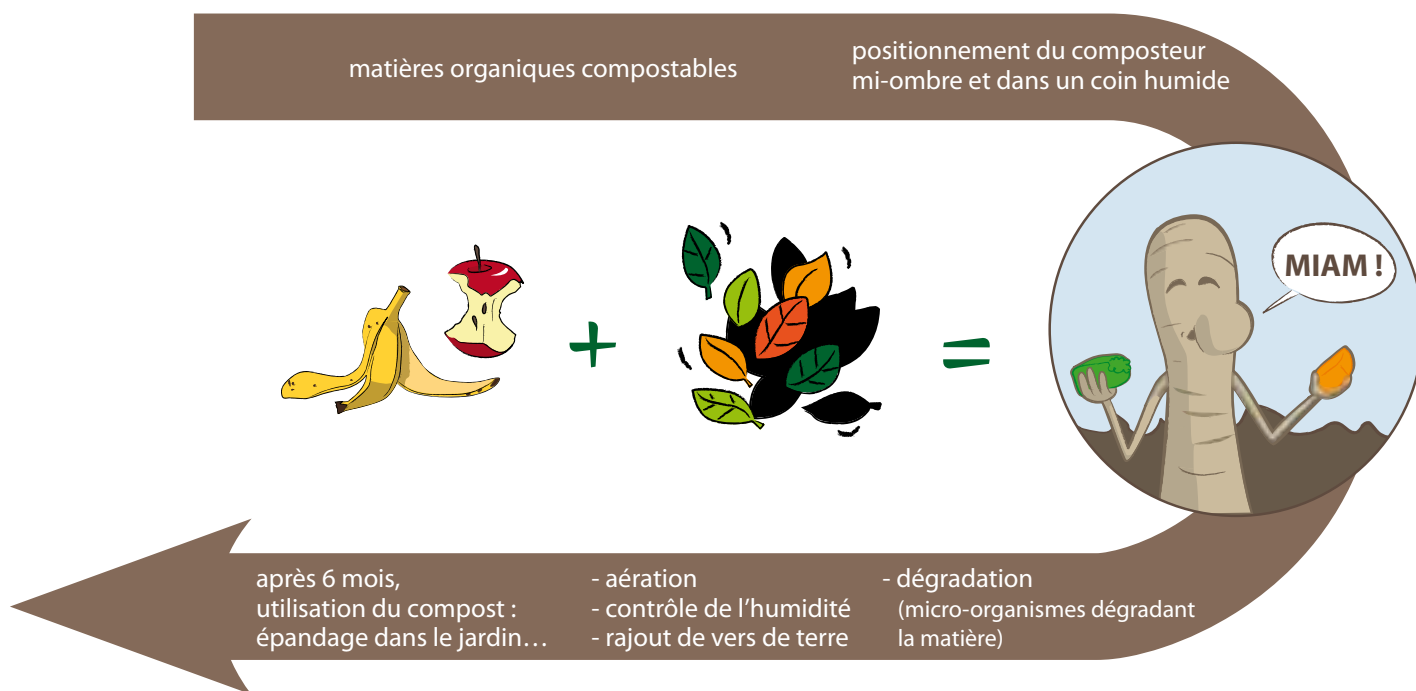 matières organiques compostables
positionnement du composteur
mi-ombre et dans un coin humide
+
=
MIAM !
- dégradation
(micro-organismes dégradant
la matière)
- aération
- contrôle de l’humidité
- rajout de vers de terre
après 6 mois,
utilisation du compost :
épandage dans le jardin…